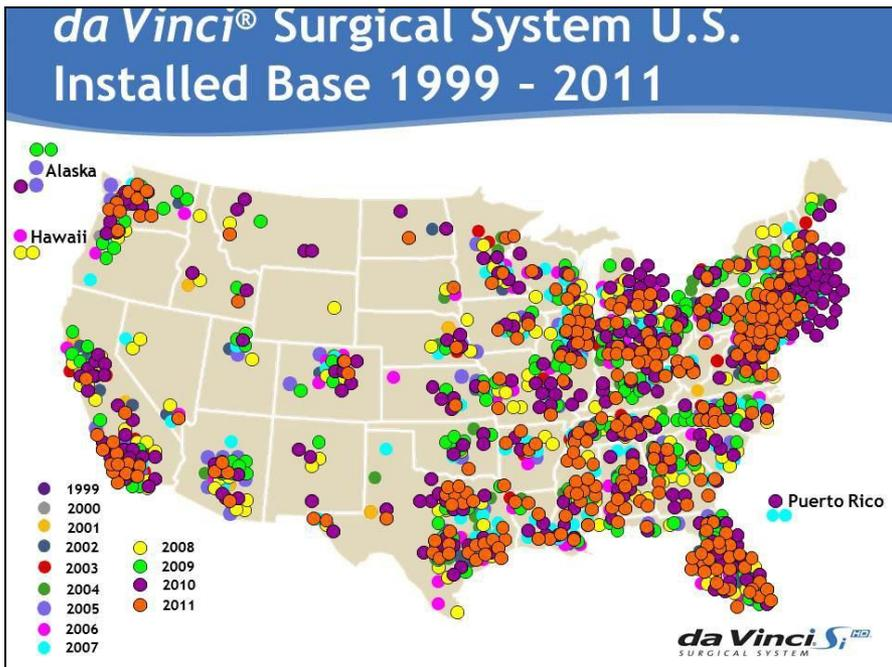 da Vinci® Surgical System U.S.
Installed Base 1999 – 2011
Alaska
Hawaii
Puerto Rico
1999
2000
2001
2002
2003
2004
2005
2006
2007
2008
2009
2010
2011
da Vinci Si HD
SURGICAL SYSTEM